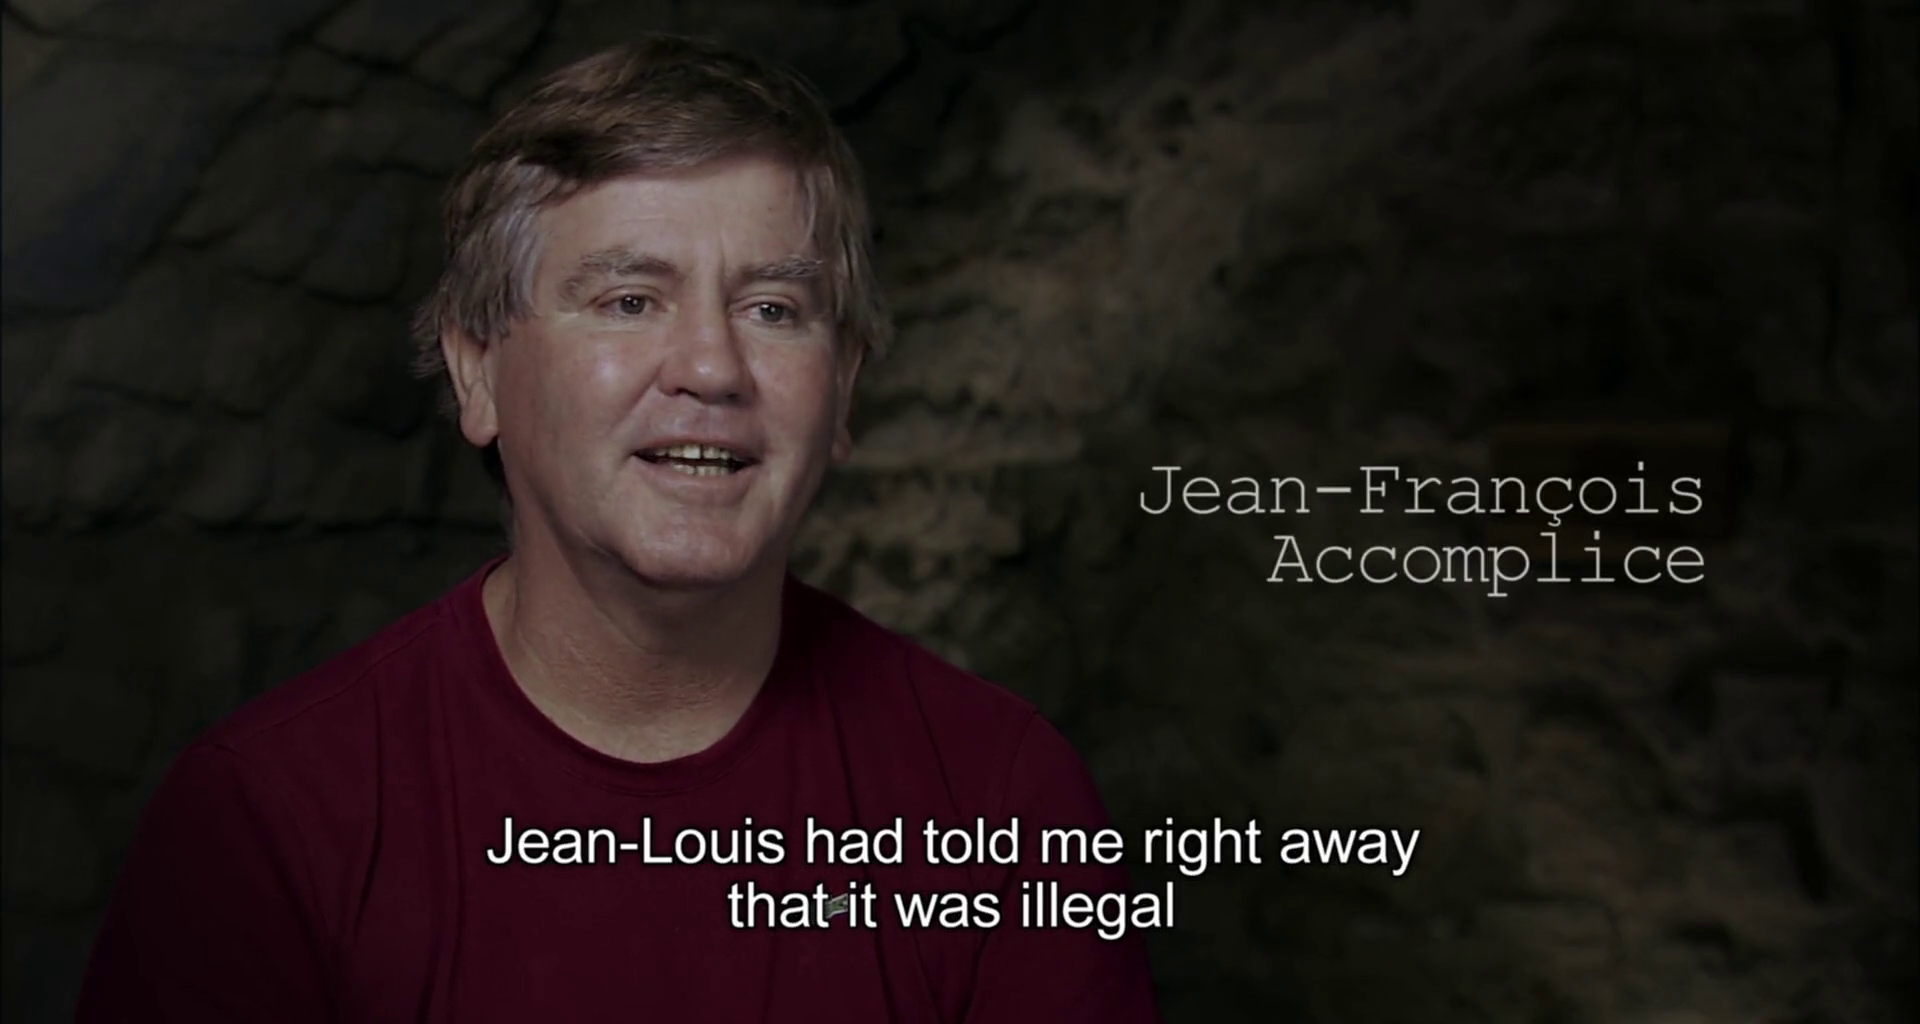 Jean-François
Accomplice
Jean-Louis had told me right away
that it was illegal